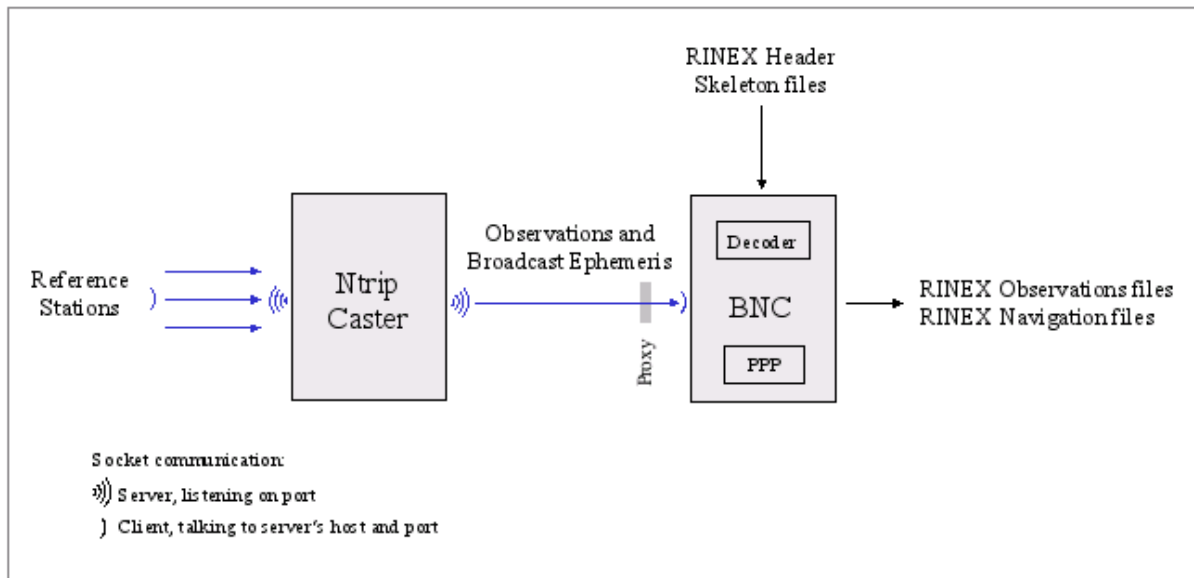 RINEX Header
Skeleton files
Reference
Stations
Ntrip
Caster
Observations and
Broadcast Ephemeris
Proxy
Decoder
BNC
PPP
RINEX Observations files
RINEX Navigation files
Socket communication:
Server, listening on port
Client, talking to server's host and port